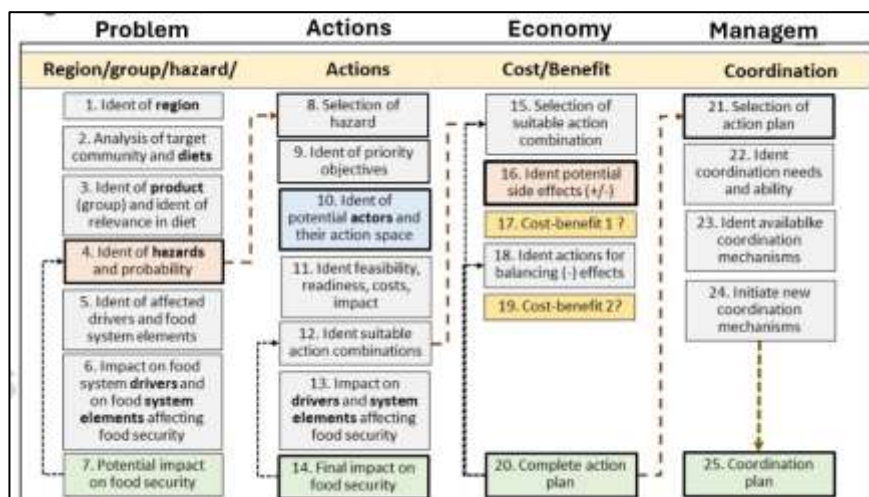 Problem
Actions
Economy
Managem
Region/group/hazard/
Actions
Cost/Benefit
Coordination
1. Ident of region
2. Analysis of target
community and diets
3. Ident of product
(group) and ident of
relevance in diet
4. Ident of hazards
and probability
5. Ident of affected
drivers and food
system elements
6. Impact on food
system drivers and
on food system
elements affecting
food security
7. Potential impact
on food security
8. Selection of
hazard
9. Ident of priority
objectives
10. Ident of
potential actors and
their action space
11. Ident feasibility,
readiness, costs,
impact
12. Ident suitable
action combinations
13. Impact on
drivers and system
elements affecting
food security
14. Final impact on
food security
15. Selection of
suitable action
combination
16. Ident potential
side effects (+/-)
17. Cost-benefit 1 ?
18. Ident actions for
balancing (-) effects
19. Cost-benefit 2?
20. Complete action
plan
21. Selection of
action plan
22. Ident
coordination needs
and ability
23. Ident availablke
coordination
mechanisms
24. Initiate new
coordination
mechanisms
25. Coordination
plan